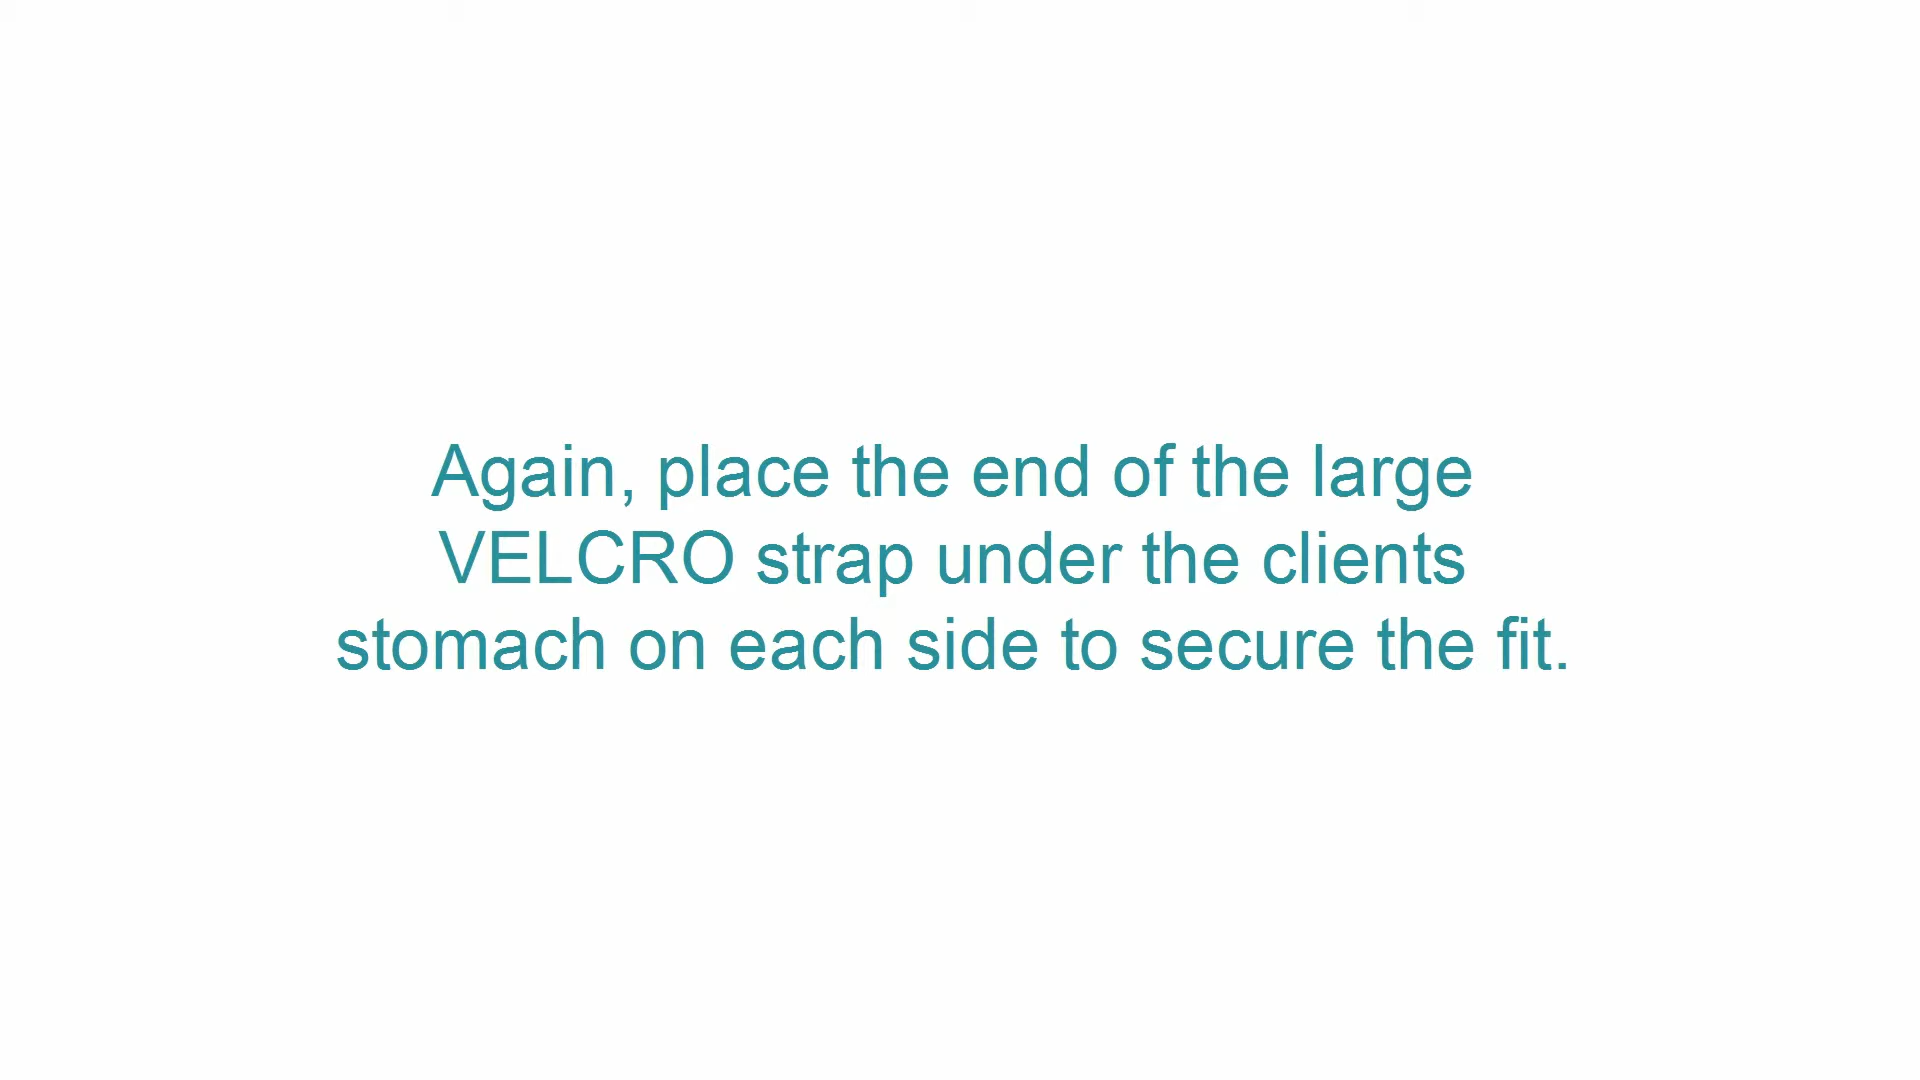 Again, place the end of the large
VELCRO strap under the clients
stomach on each side to secure the fit.